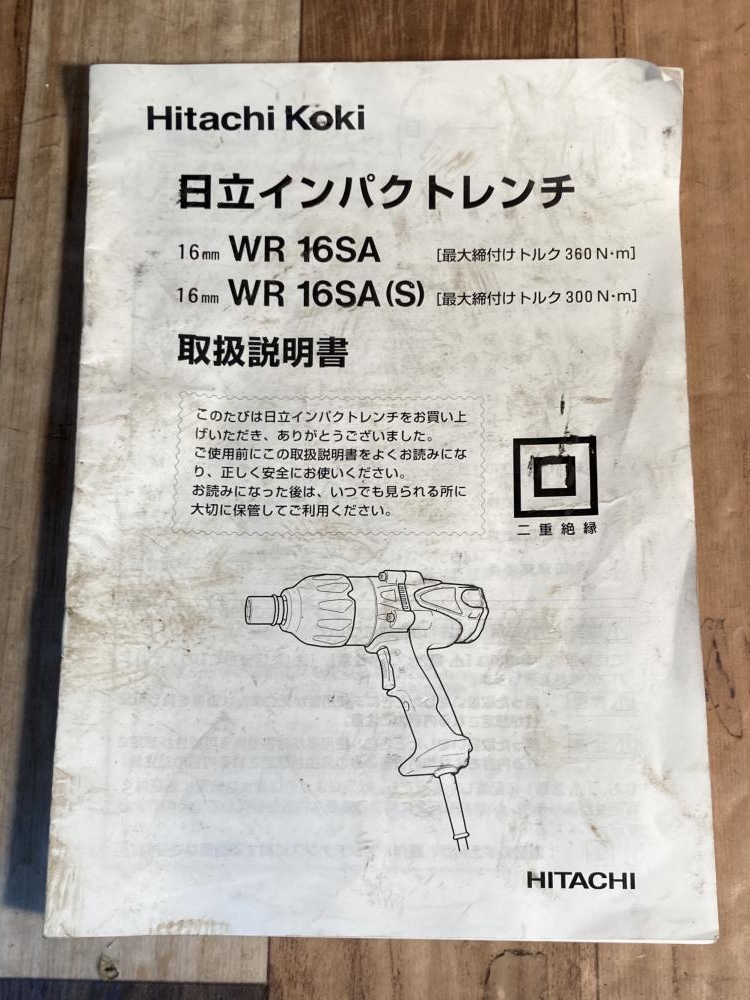 Hitachi Koki
日立インパクトレンチ
16mm WR 16SA [最大締付けトルク 360 N·m]
16mm WR 16SA(S) [最大締付けトルク 300 N·m]
取扱説明書
このたびは日立インパクトレンチをお買い上
げいただき、ありがとうございました。
ご使用前にこの取扱説明書をよくお読みにな
り、正しく安全にお使いください。
お読みになった後は、いつでも見られる所に
大切に保管してご利用ください。
二重絶縁
HITACHI